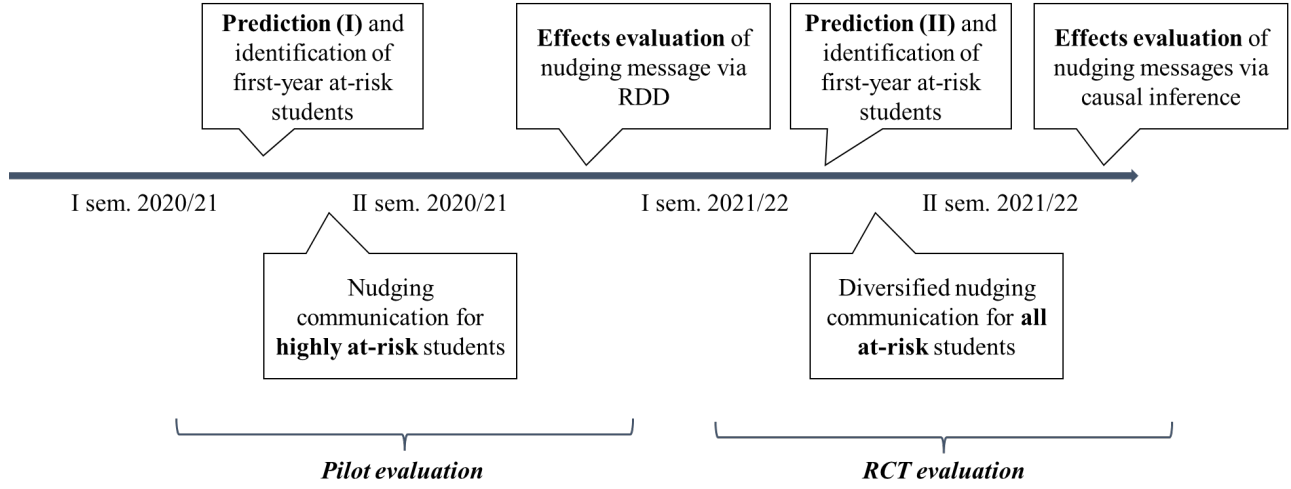 Prediction (I) and
identification of
first-year at-risk
students
Effects evaluation of
nudging message via
RDD
Prediction (II) and
identification of
first-year at-risk
students
Effects evaluation of
nudging messages via
causal inference
I sem. 2020/21
II sem. 2020/21
I sem. 2021/22
II sem. 2021/22
Nudging
communication for
highly at-risk students
Diversified nudging
communication for all
at-risk students
Pilot evaluation
RCT evaluation